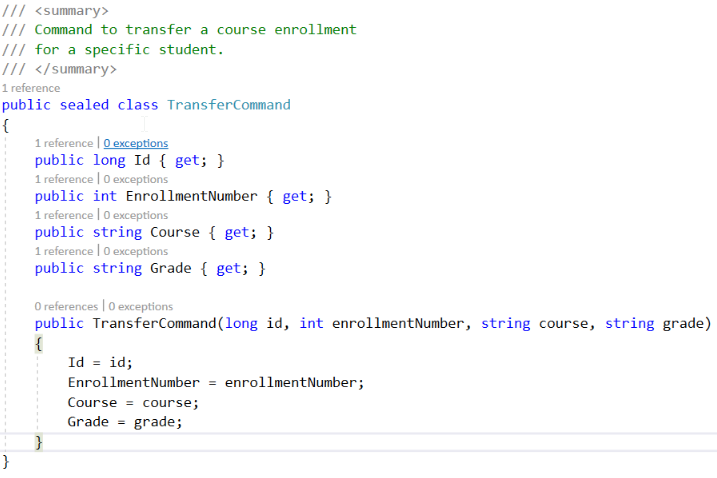 /// <summary>
/// Command to transfer a course enrollment
/// for a specific student.
/// </summary>
1 reference
public sealed class TransferCommand
{
1 reference | 0 exceptions
public long Id { get; }
1 reference | 0 exceptions
public int EnrollmentNumber { get; }
1 reference | 0 exceptions
public string Course { get; }
1 reference | 0 exceptions
public string Grade { get; }
0 references | 0 exceptions
public TransferCommand(long id, int enrollmentNumber, string course, string grade)
{
Id = id;
EnrollmentNumber = enrollmentNumber;
Course = course;
Grade = grade;
}
}